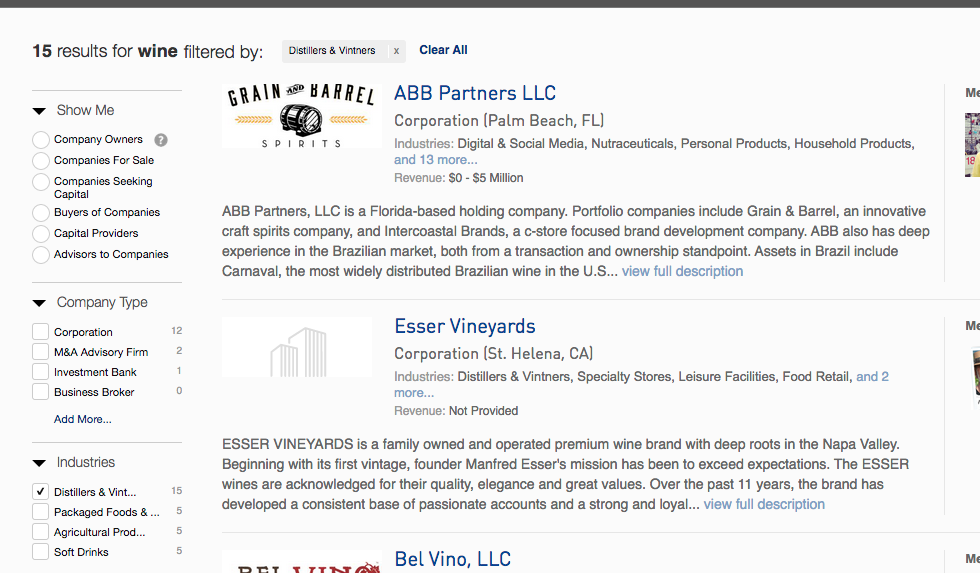 15 results for wine filtered by:
Distillers & Vintners x
Clear All
Show Me
Company Owners ?
Companies For Sale
Companies Seeking
Capital
Buyers of Companies
Capital Providers
Advisors to Companies
Company Type
Corporation 12
M&A Advisory Firm 2
Investment Bank 1
Business Broker 0
Add More...
Industries
Distillers & Vint... 15
Packaged Foods & ... 5
Agricultural Prod... 5
Soft Drinks 5
GRAIN AND BARREL
SPIRITS
ABB Partners LLC
Corporation (Palm Beach, FL)
Industries: Digital & Social Media, Nutraceuticals, Personal Products, Household Products,
and 13 more...
Revenue: $0 - $5 Million
ABB Partners, LLC is a Florida-based holding company. Portfolio companies include Grain & Barrel, an innovative
craft spirits company, and Intercoastal Brands, a c-store focused brand development company. ABB also has deep
experience in the Brazilian market, both from a transaction and ownership standpoint. Assets in Brazil include
Carnaval, the most widely distributed Brazilian wine in the U.S... view full description
Me
18
Esser Vineyards
Corporation (St. Helena, CA)
Industries: Distillers & Vintners, Specialty Stores, Leisure Facilities, Food Retail, and 2
more...
Revenue: Not Provided
ESSER VINEYARDS is a family owned and operated premium wine brand with deep roots in the Napa Valley.
Beginning with its first vintage, founder Manfred Esser's mission has been to exceed expectations. The ESSER
wines are acknowledged for their quality, elegance and great values. Over the past 11 years, the brand has
developed a consistent base of passionate accounts and a strong and loyal... view full description
Me
BEL VINO
Bel Vino, LLC
Me